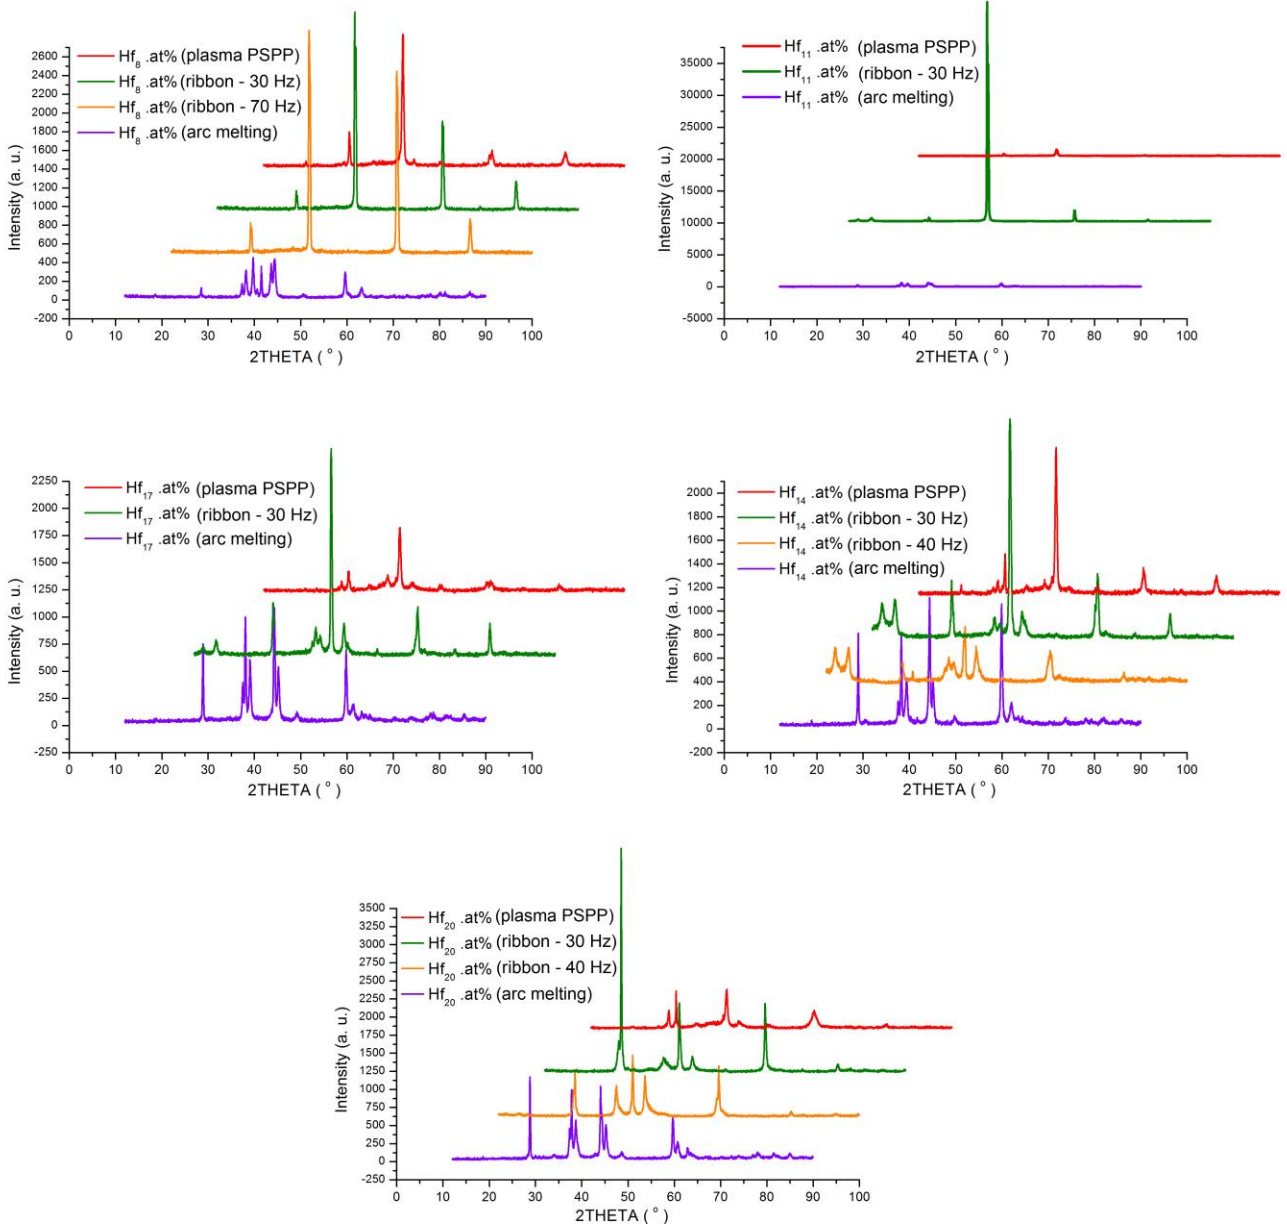 2600
2400
2200
2000
1800
1600
1400
1200
1000
800
600
400
200
0
-200
Intensity (a. u.)
Hf8 .at% (plasma PSPP)
Hf8 .at% (ribbon - 30 Hz)
Hf8 .at% (ribbon - 70 Hz)
Hf8 .at% (arc melting)
0 10 20 30 40 50 60 70 80 90 100
2THETA ( ° )
35000
30000
25000
20000
15000
10000
5000
0
-5000
Intensity (a. u.)
Hf11 .at% (plasma PSPP)
Hf11 .at% (ribbon - 30 Hz)
Hf11 .at% (arc melting)
0 10 20 30 40 50 60 70 80 90 100
2THETA ( ° )
2250
2000
1750
1500
1250
1000
750
500
250
0
-250
Intensity (a. u.)
Hf17 .at% (plasma PSPP)
Hf17 .at% (ribbon - 30 Hz)
Hf17 .at% (arc melting)
0 10 20 30 40 50 60 70 80 90 100
2THETA ( ° )
2000
1800
1600
1400
1200
1000
800
600
400
200
0
-200
Intensity (a. u.)
Hf14 .at% (plasma PSPP)
Hf14 .at% (ribbon - 30 Hz)
Hf14 .at% (ribbon - 40 Hz)
Hf14 .at% (arc melting)
0 10 20 30 40 50 60 70 80 90 100
2THETA ( ° )
3500
3250
3000
2750
2500
2250
2000
1750
1500
1250
1000
750
500
250
0
-250
Intensity (a. u.)
Hf20 .at% (plasma PSPP)
Hf20 .at% (ribbon - 30 Hz)
Hf20 .at% (ribbon - 40 Hz)
Hf20 .at% (arc melting)
0 10 20 30 40 50 60 70 80 90 100
2THETA ( ° )